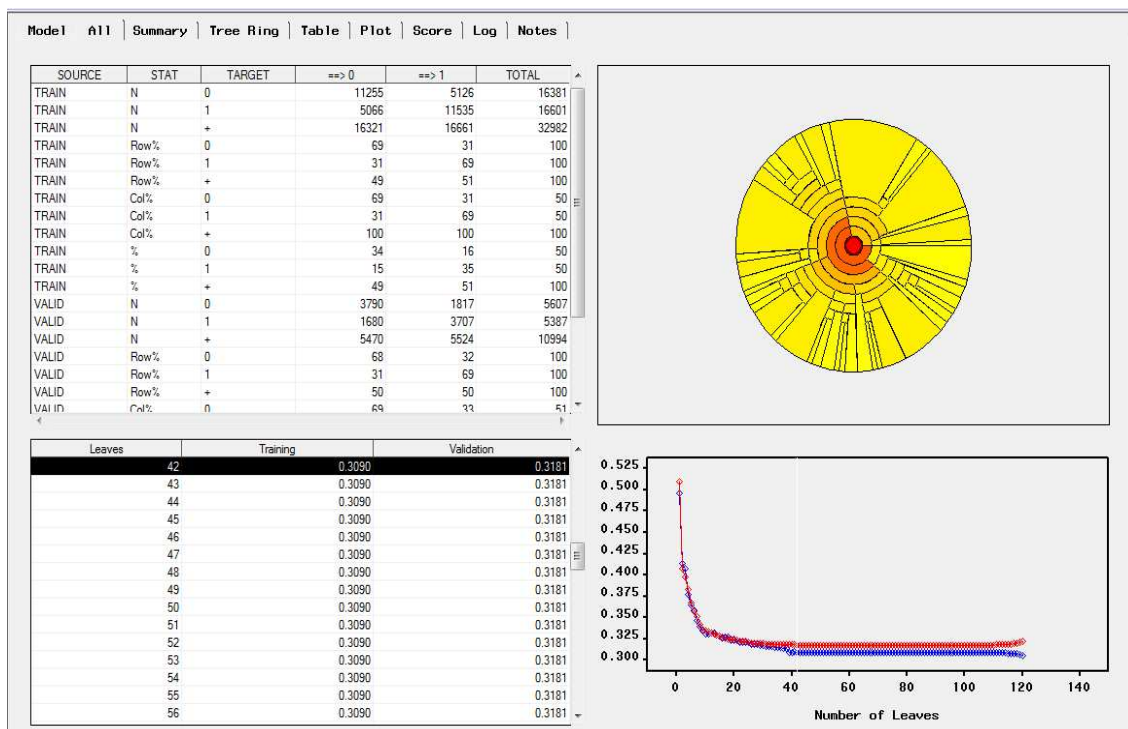 Model All Summary Tree Ring Table Plot Score Log Notes
SOURCE STAT TARGET ==> 0 ==> 1 TOTAL
TRAIN N 0 11255 5126 16381
TRAIN N 1 5066 11535 16601
TRAIN N + 16321 16661 32982
TRAIN Row% 0 69 31 100
TRAIN Row% 1 31 69 100
TRAIN Row% + 49 51 100
TRAIN Col% 0 69 31 50
TRAIN Col% 1 31 69 50
TRAIN Col% + 100 100 100
TRAIN % 0 34 16 50
TRAIN % 1 15 35 50
TRAIN % + 49 51 100
VALID N 0 3790 1817 5607
VALID N 1 1680 3707 5387
VALID N + 5470 5524 10994
VALID Row% 0 68 32 100
VALID Row% 1 31 69 100
VALID Row% + 50 50 100
VALID Col% 0 69 33 51
Leaves Training Validation
42 0.3090 0.3181
43 0.3090 0.3181
44 0.3090 0.3181
45 0.3090 0.3181
46 0.3090 0.3181
47 0.3090 0.3181
48 0.3090 0.3181
49 0.3090 0.3181
50 0.3090 0.3181
51 0.3090 0.3181
52 0.3090 0.3181
53 0.3090 0.3181
54 0.3090 0.3181
55 0.3090 0.3181
56 0.3090 0.3181
0.525
0.500
0.475
0.450
0.425
0.400
0.375
0.350
0.325
0.300
0 20 40 60 80 100 120 140
Number of Leaves